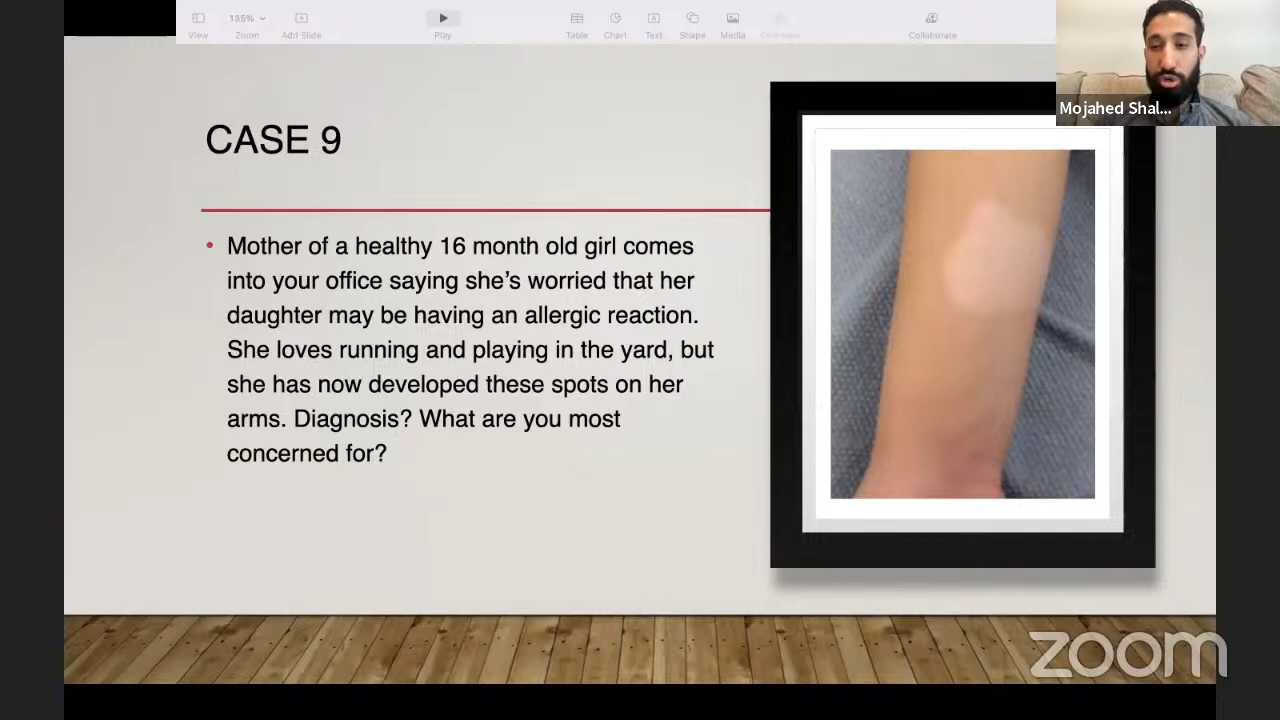 135%
View
Zoom
Add Slide
Play
Table
Chart
Text
Shape
Media
Comment
Collaborate
Mojahed Shal...
CASE 9
• Mother of a healthy 16 month old girl comes
into your office saying she’s worried that her
daughter may be having an allergic reaction.
She loves running and playing in the yard, but
she has now developed these spots on her
arms. Diagnosis? What are you most
concerned for?
zoom